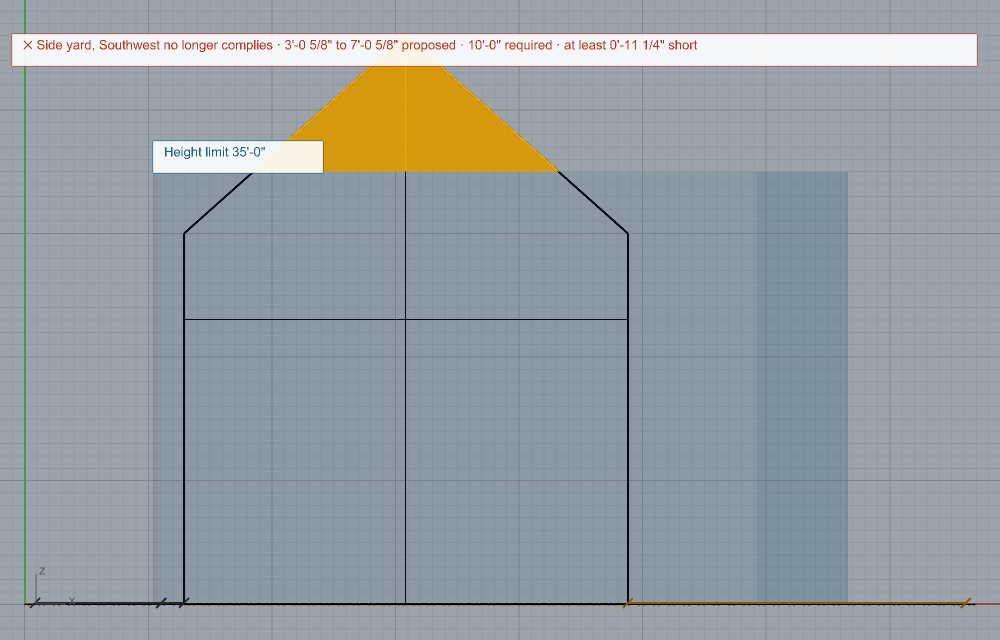 × Side yard, Southwest no longer complies · 3'-0 5/8" to 7'-0 5/8" proposed · 10'-0" required · at least 0'-11 1/4" short
Height limit 35'-0"
Z
X